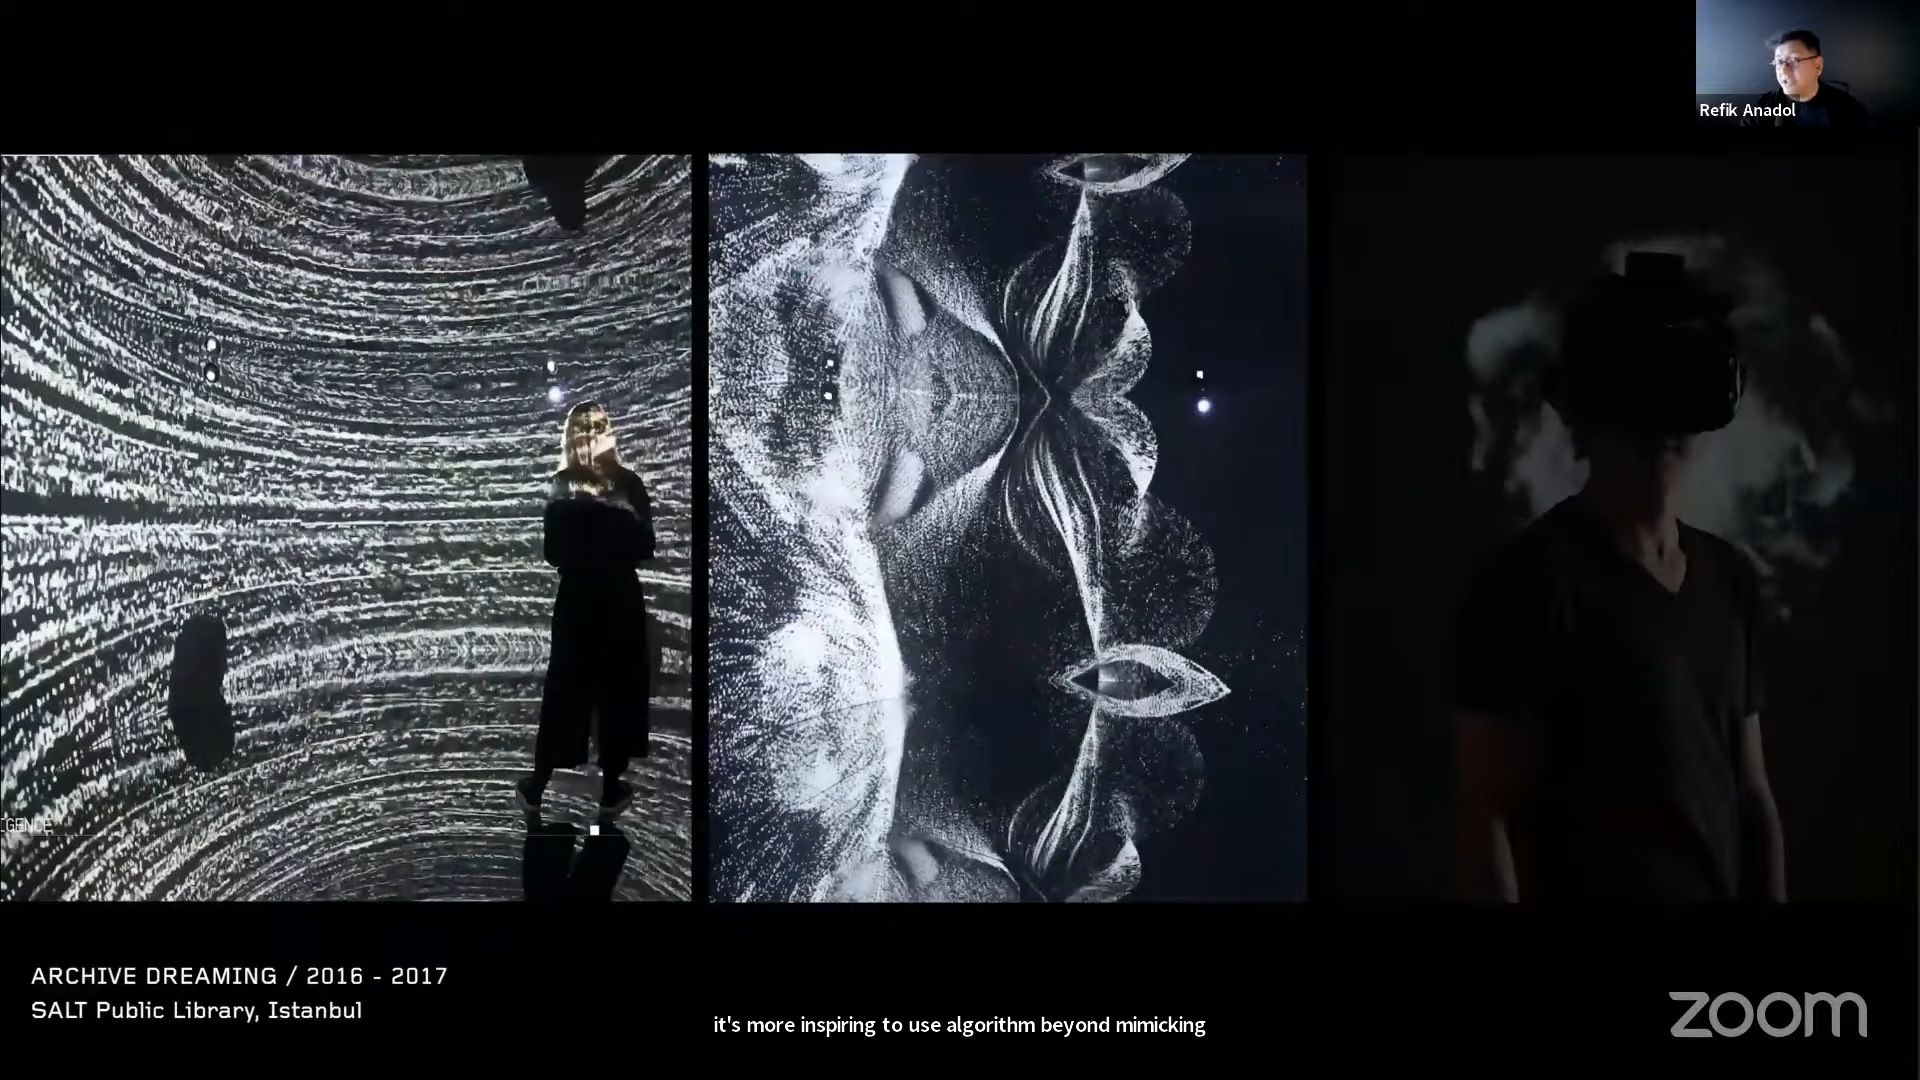 Refik Anadol
ARCHIVE DREAMING / 2016 - 2017
SALT Public Library, Istanbul
it's more inspiring to use algorithm beyond mimicking
zoom